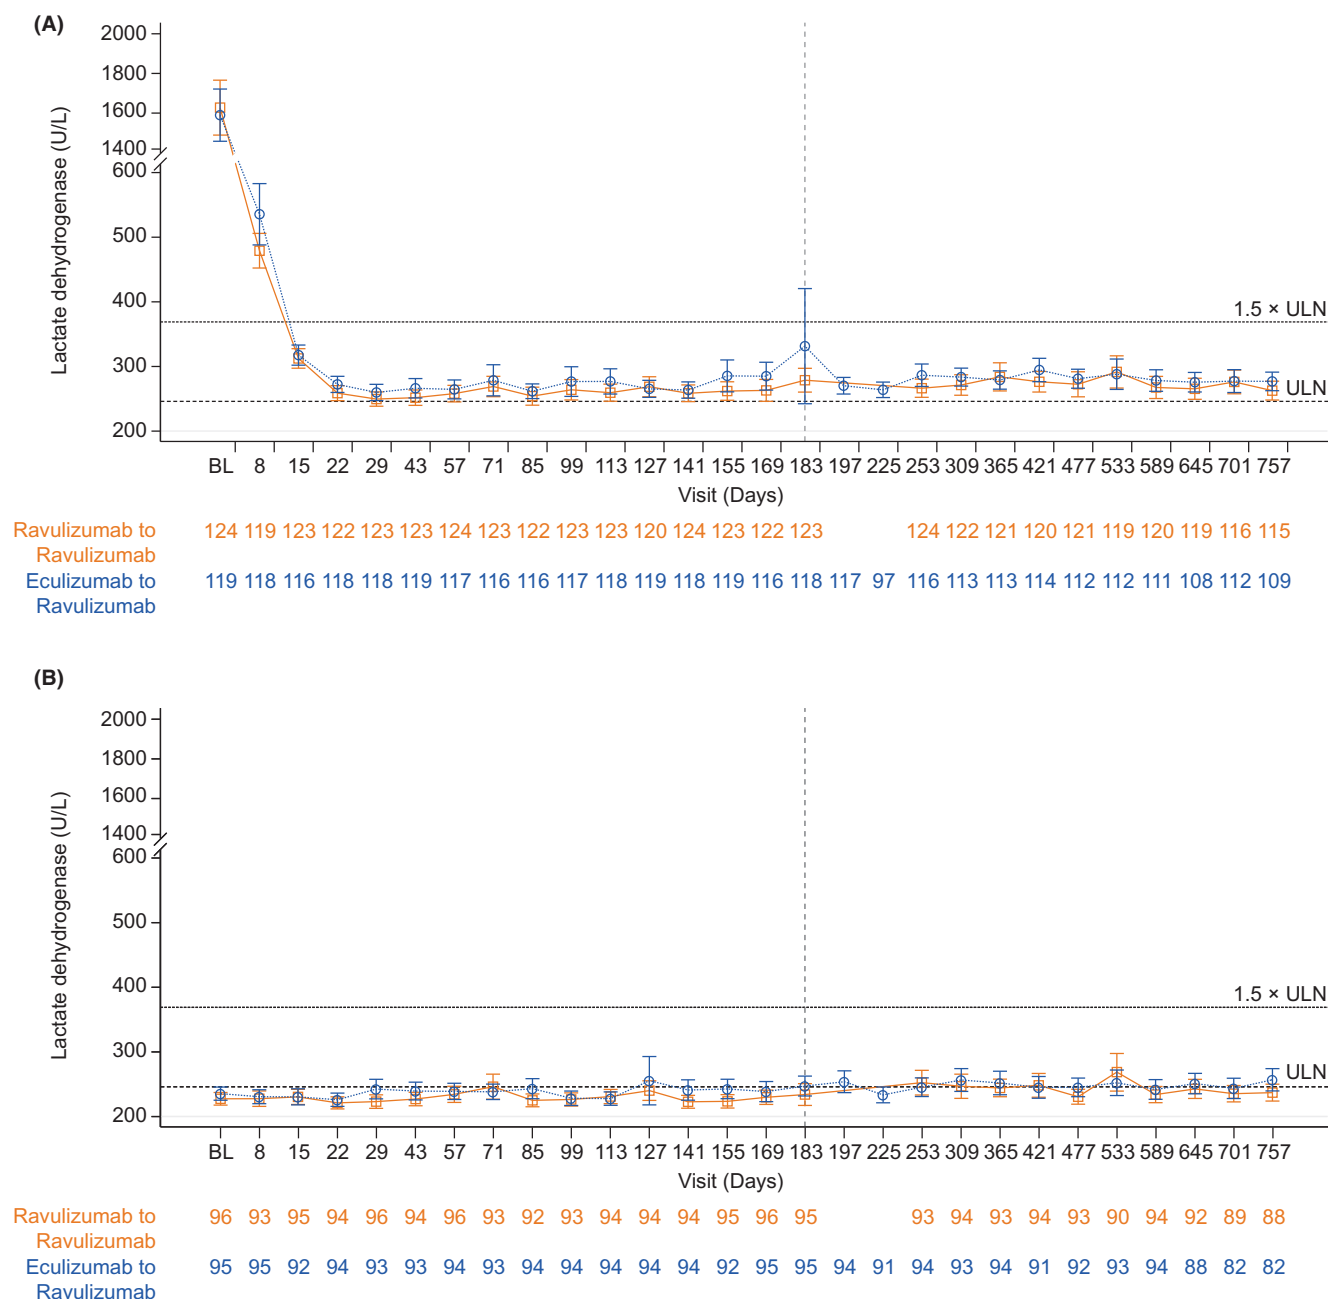 (A)
Lactate dehydrogenase (U/L)
2000
1800
1600
1400
600
500
400
300
200
1.5 × ULN
ULN
BL 8 15 22 29 43 57 71 85 99 113 127 141 155 169 183 197 225 253 309 365 421 477 533 589 645 701 757
Visit (Days)
Ravulizumab to 124 119 123 122 123 123 124 123 122 123 123 120 124 123 122 123 124 122 121 120 121 119 120 119 116 115
Ravulizumab
Eculizumab to 119 118 116 118 118 119 117 116 116 117 118 119 118 119 116 118 117 97 116 113 113 114 112 112 111 108 112 109
Ravulizumab
(B)
Lactate dehydrogenase (U/L)
2000
1800
1600
1400
600
500
400
300
200
1.5 × ULN
ULN
BL 8 15 22 29 43 57 71 85 99 113 127 141 155 169 183 197 225 253 309 365 421 477 533 589 645 701 757
Visit (Days)
Ravulizumab to 96 93 95 94 96 94 96 93 92 93 94 94 94 95 96 95 93 94 93 94 93 90 94 92 89 88
Ravulizumab
Eculizumab to 95 95 92 94 93 93 94 93 94 94 94 94 94 92 95 95 94 91 94 93 94 91 92 93 94 88 82 82
Ravulizumab